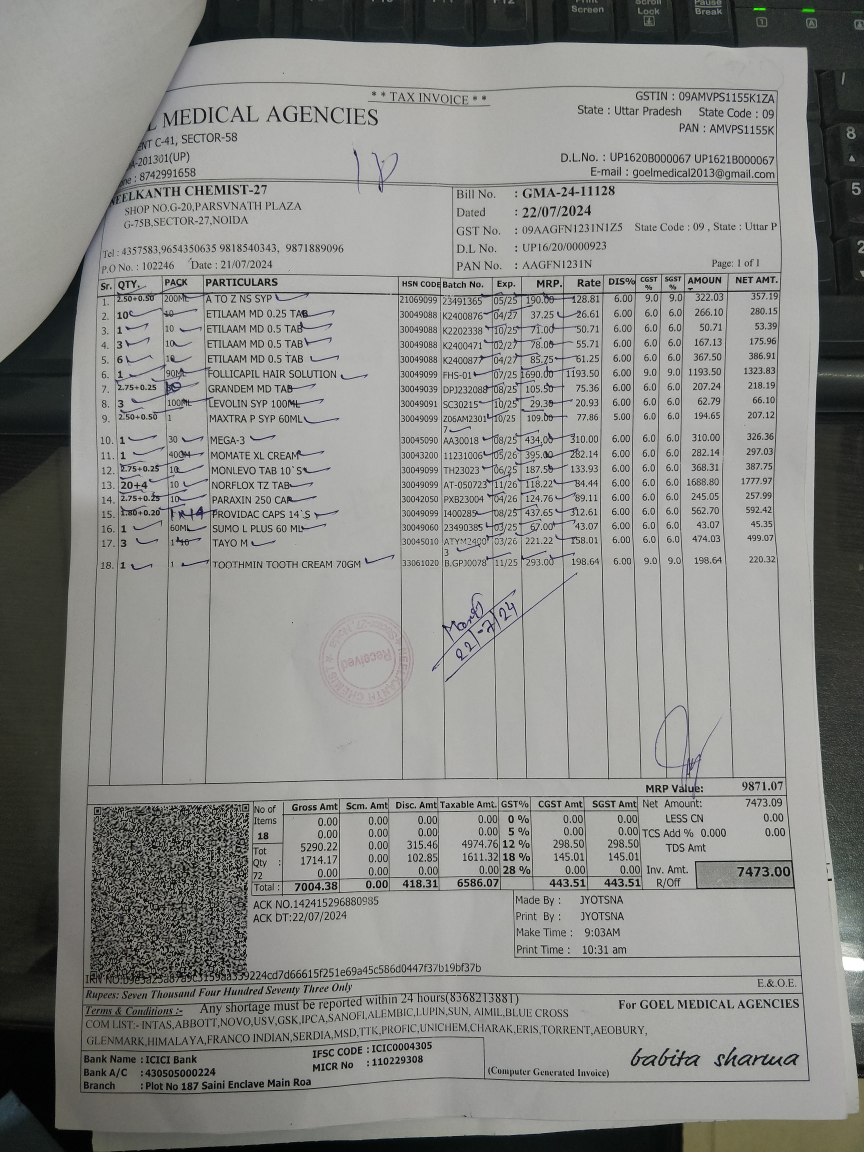 * * TAX INVOICE * *
GSTIN : 09AMVPS1155K1ZA
State : Uttar Pradesh State Code : 09
PAN : AMVPS1155K
MEDICAL AGENCIES
C-41, SECTOR-58
-201301(UP)
: 8742991658
D.L.No. : UP1620B000067 UP1621B000067
E-mail : goelmedical2013@gmail.com
NEELKANTH CHEMIST-27
SHOP NO.G-20,PARSVNATH PLAZA
G-75B,SECTOR-27,NOIDA
Tel : 4357583,9654350635 9818540343, 9871889096
P.O No. : 102246 Date : 21/07/2024
Bill No. : GMA-24-11128
Dated : 22/07/2024
GST No. : 09AAGFN1231N1Z5 State Code : 09 , State : Uttar P
D.L No. : UP16/20/0000923
PAN No. : AAGFN1231N Page: 1 of 1
Sr. QTY. PACK PARTICULARS HSN CODE Batch No. Exp. MRP. Rate DIS% CGST % SGST % AMOUN T NET AMT.
1. 2.50+0.50 200ML A TO Z NS SYP 21069099 23491365 05/25 190.00 128.81 6.00 9.0 9.0 322.03 357.19
2. 10 10 ETILAAM MD 0.25 TAB 30049088 K2400876 04/27 37.25 26.61 6.00 6.0 6.0 266.10 280.15
3. 1 10 ETILAAM MD 0.5 TAB 30049088 K2202338 10/25 71.00 50.71 6.00 6.0 6.0 50.71 53.39
4. 3 10 ETILAAM MD 0.5 TAB 30049088 K2400471 02/27 78.00 55.71 6.00 6.0 6.0 167.13 175.96
5. 6 10 ETILAAM MD 0.5 TAB 30049088 K2400877 04/27 85.75 61.25 6.00 6.0 6.0 367.50 386.91
6. 1 90ML FOLLICAPIL HAIR SOLUTION 30049099 FHS-01 07/25 1690.00 1193.50 6.00 9.0 9.0 1193.50 1323.83
7. 2.75+0.25 GRANDEM MD TAB 30049039 DPJ232088 08/25 105.50 75.36 6.00 6.0 6.0 207.24 218.19
8. 3 100ML LEVOLIN SYP 100ML 30049091 SC30215 10/25 29.30 20.93 6.00 6.0 6.0 62.79 66.10
9. 2.50+0.50 1 MAXTRA P SYP 60ML 30049099 Z06AM2301 10/25 109.00 77.86 5.00 6.0 6.0 194.65 207.12
7
10. 1 30 MEGA-3 30045090 AA30018 08/25 434.00 310.00 6.00 6.0 6.0 310.00 326.36
11. 1 40GM MOMATE XL CREAM 30043200 11231006 05/26 395.00 282.14 6.00 6.0 6.0 282.14 297.03
12. 2.75+0.25 10 MONLEVO TAB 10`S 30049099 TH23023 06/25 187.50 133.93 6.00 6.0 6.0 368.31 387.75
13. 20+4 10 NORFLOX TZ TAB 30049099 AT-050723 11/26 118.22 84.44 6.00 6.0 6.0 1688.80 1777.97
14. 2.75+0.25 10 PARAXIN 250 CAP 30042050 PXB23004 04/26 124.76 89.11 6.00 6.0 6.0 245.05 257.99
15. 1.80+0.20 1*14 PROVIDAC CAPS 14`S 30049099 I400285 08/25 437.65 312.61 6.00 6.0 6.0 562.70 592.42
16. 1 60ML SUMO L PLUS 60 ML 30049060 23490385 03/25 67.00 43.07 6.00 6.0 6.0 43.07 45.35
17. 3 1*10 TAYO M 30045010 ATYM2400 03/26 221.22 158.01 6.00 6.0 6.0 474.03 499.07
3
18. 1 1 TOOTHMIN TOOTH CREAM 70GM 33061020 B.GPJ0078 11/25 293.00 198.64 6.00 9.0 9.0 198.64 220.32
22/7/24
NEELKANTH CHEMIST
Received
MRP Value: 9871.07
No of Items 18
Tot Qty : 72
Gross Amt Scm. Amt Disc. Amt Taxable Amt. GST% CGST Amt SGST Amt
0.00 0.00 0.00 0.00 0 % 0.00 0.00
0.00 0.00 0.00 0.00 5 % 0.00 0.00
5290.22 0.00 315.46 4974.76 12 % 298.50 298.50
1714.17 0.00 102.85 1611.32 18 % 145.01 145.01
0.00 0.00 0.00 0.00 28 % 0.00 0.00
Total : 7004.38 0.00 418.31 6586.07 443.51 443.51
Net Amount: 7473.09
LESS CN 0.00
TCS Add % 0.000 0.00
TDS Amt
Inv. Amt. 7473.00
R/Off
ACK NO.142415296880985
ACK DT:22/07/2024
Made By : JYOTSNA
Print By : JYOTSNA
Make Time : 9:03AM
Print Time : 10:31 am
Rupees: Seven Thousand Four Hundred Seventy Three Only
E.&.O.E.
Terms & Conditions :- Any shortage must be reported within 24 hours(8368213881)
COM LIST:- INTAS,ABBOTT,NOVO,USV,GSK,IPCA,SANOFI,ALEMBIC,LUPIN,SUN, AIMIL,BLUE CROSS
GLENMARK,HIMALAYA,FRANCO INDIAN,SERDIA,MSD,TTK,PROFIC,UNICHEM,CHARAK,ERIS,TORRENT,AEOBURY,
For GOEL MEDICAL AGENCIES
Bank Name : ICICI Bank IFSC CODE : ICIC0004305
Bank A/C : 430505000224 MICR No : 110229308
Branch : Plot No 187 Saini Enclave Main Roa
(Computer Generated Invoice)
babita sharma
Print Screen
Scroll Lock
Pause Break